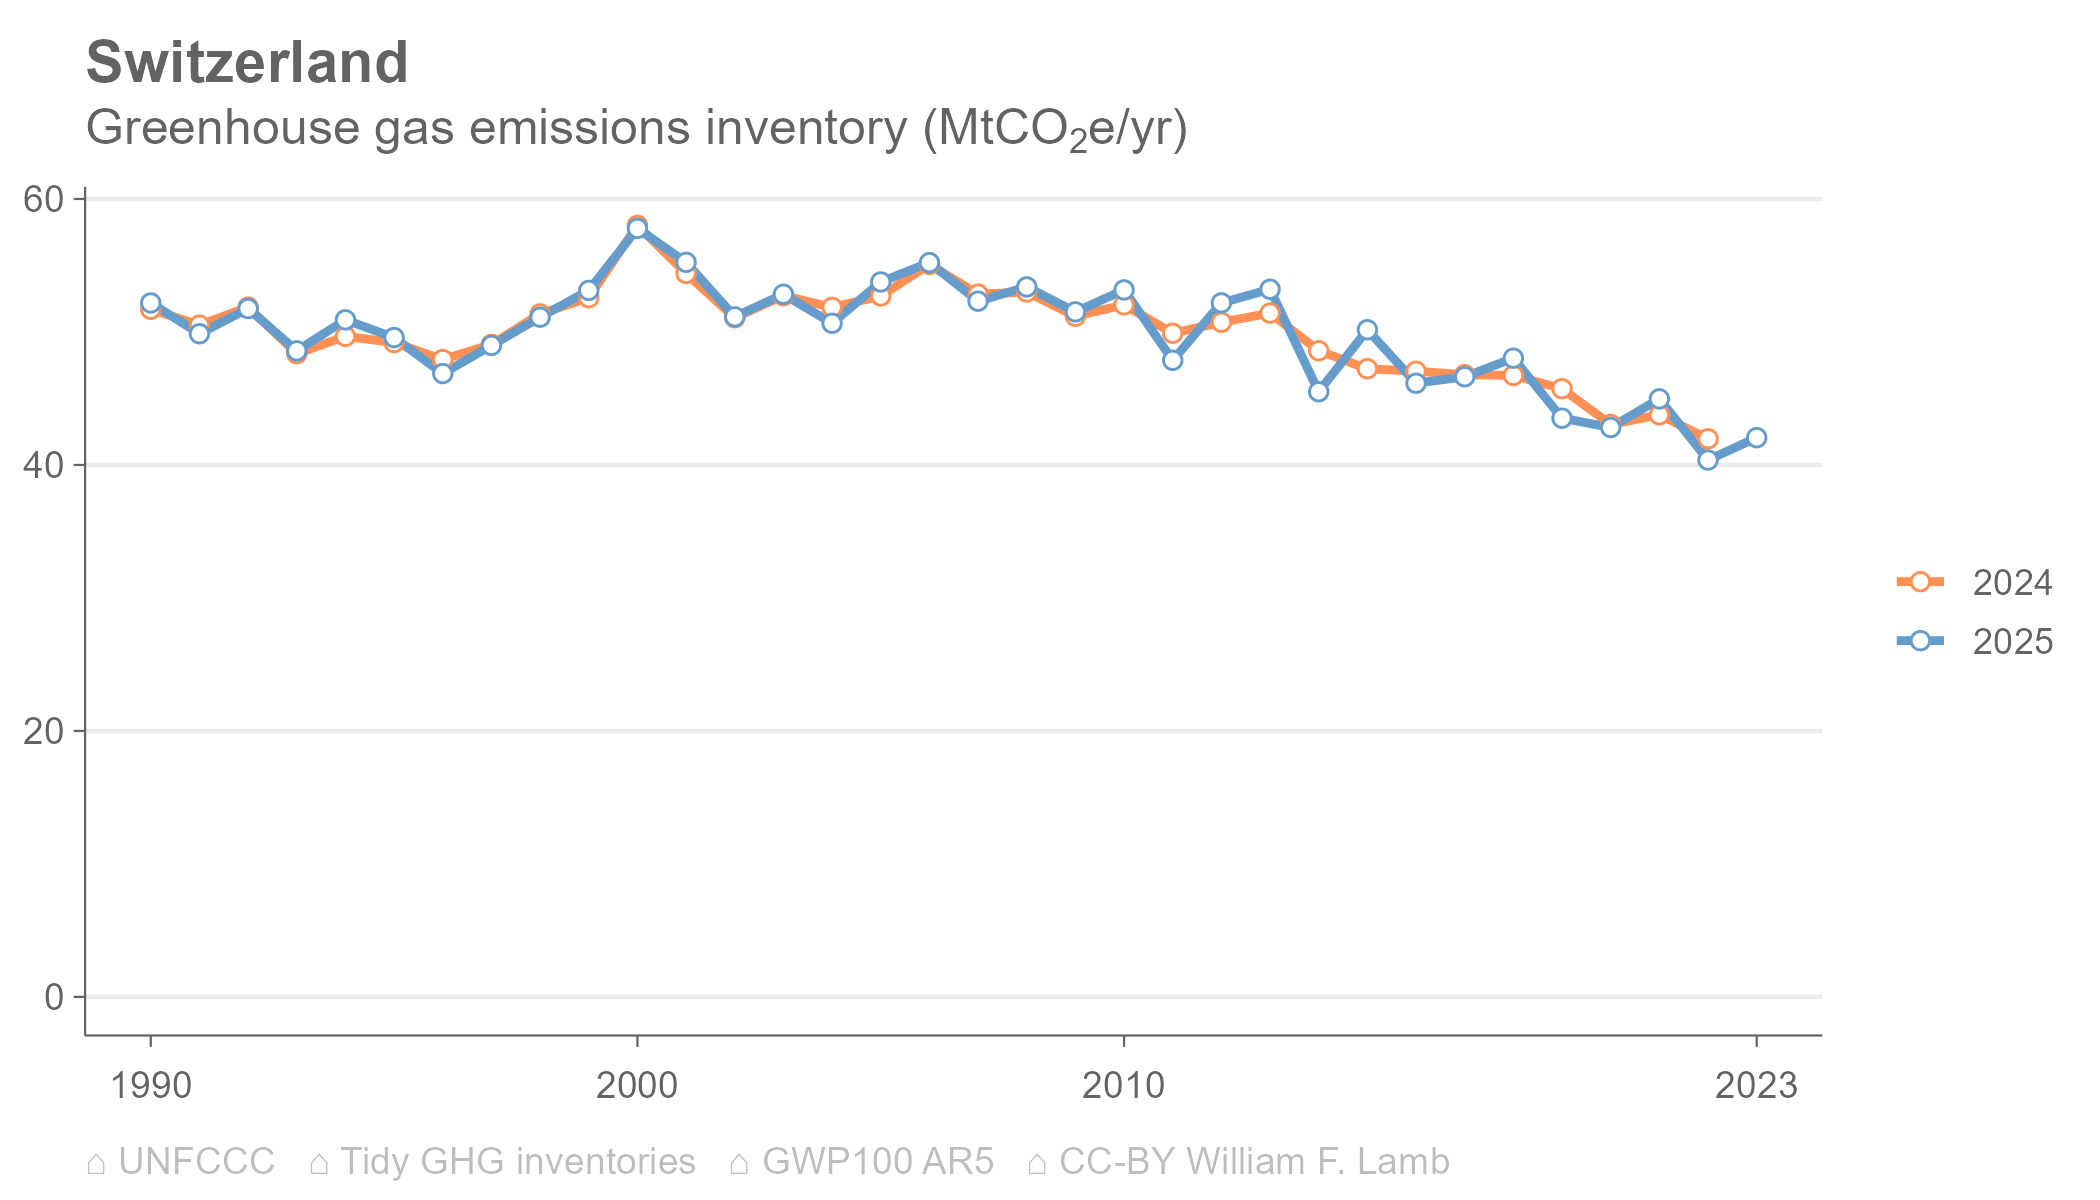 Switzerland
Greenhouse gas emissions inventory (MtCO₂e/yr)
60
40
20
0
1990 2000 2010 2023
2024
2025
⌂ UNFCCC ⌂ Tidy GHG inventories ⌂ GWP100 AR5 ⌂ CC-BY William F. Lamb